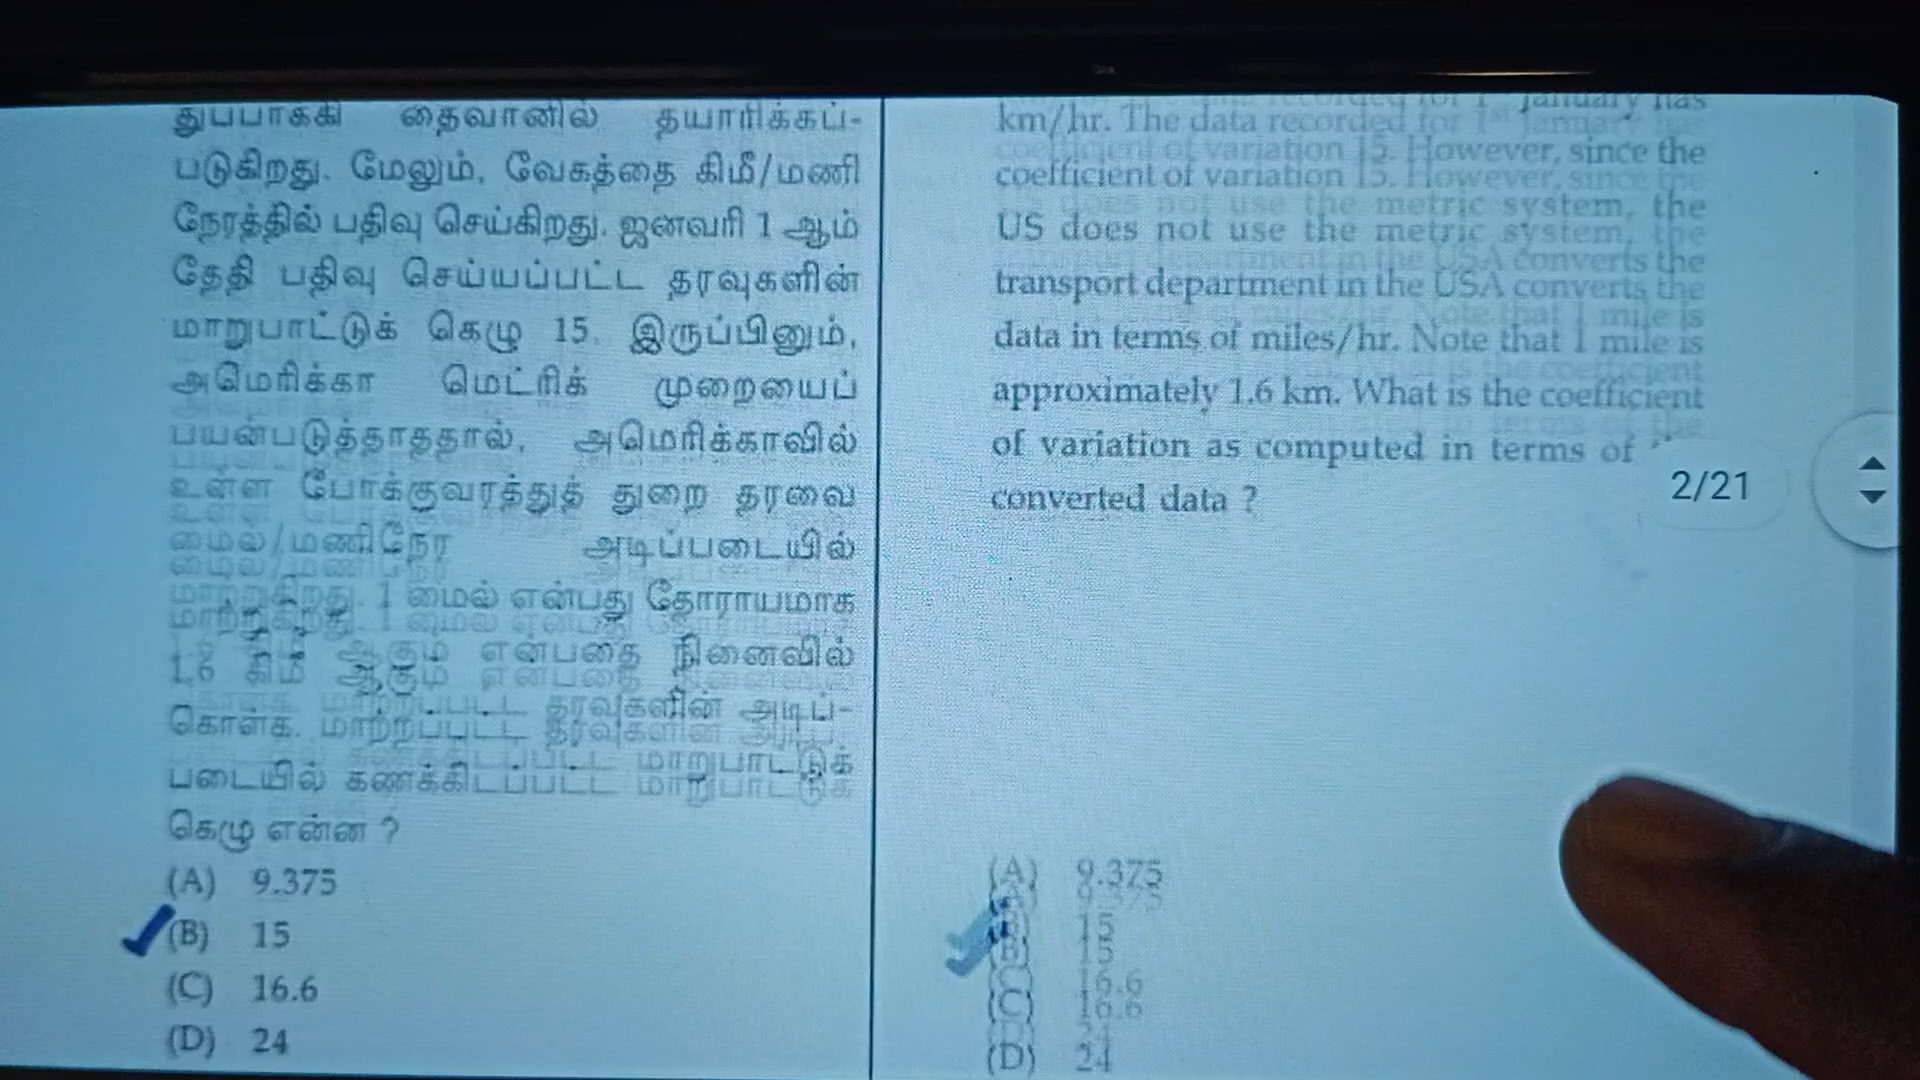 துப்பாக்கி தைவானில் தயாரிக்கப்-
படுகிறது. மேலும், வேகத்தை கிமீ/மணி
நேரத்தில் பதிவு செய்கிறது. ஜனவரி 1 ஆம்
தேதி பதிவு செய்யப்பட்ட தரவுகளின்
மாறுபாட்டுக் கெழு 15. இருப்பினும்,
அமெரிக்கா மெட்ரிக் முறையைப்
பயன்படுத்தாததால், அமெரிக்காவில்
உள்ள போக்குவரத்துத் துறை தரவை
மைல்/மணிநேர அடிப்படையில்
மாற்றுகிறது. 1 மைல் என்பது தோராயமாக
1.6 கிமீ ஆகும் என்பதை நினைவில்
கொள்க. மாற்றப்பட்ட தரவுகளின் அடிப்-
படையில் கணக்கிடப்பட்ட மாறுபாட்டுக்
கெழு என்ன ?
(A) 9.375
(B) 15
(C) 16.6
(D) 24
km/hr. The data recorded for 1st January has
coefficient of variation 15. However, since the
US does not use the metric system, the
transport department in the USA converts the
data in terms of miles/hr. Note that 1 mile is
approximately 1.6 km. What is the coefficient
of variation as computed in terms of
converted data ?
(A) 9.375
(B) 15
(C) 16.6
(D) 24
2/21